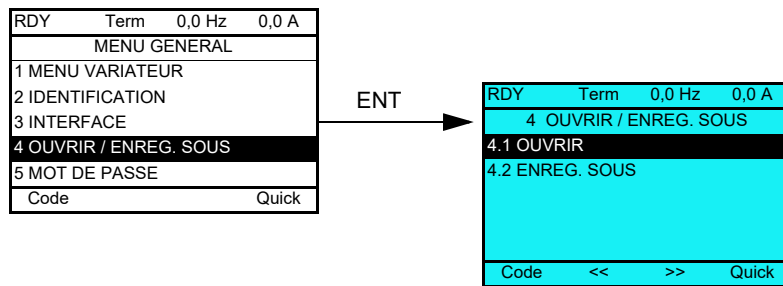 RDY Term 0,0 Hz 0,0 A
MENU GENERAL
1 MENU VARIATEUR
2 IDENTIFICATION
3 INTERFACE
4 OUVRIR / ENREG. SOUS
5 MOT DE PASSE
Code Quick
ENT
RDY Term 0,0 Hz 0,0 A
4 OUVRIR / ENREG. SOUS
4.1 OUVRIR
4.2 ENREG. SOUS
Code << >> Quick